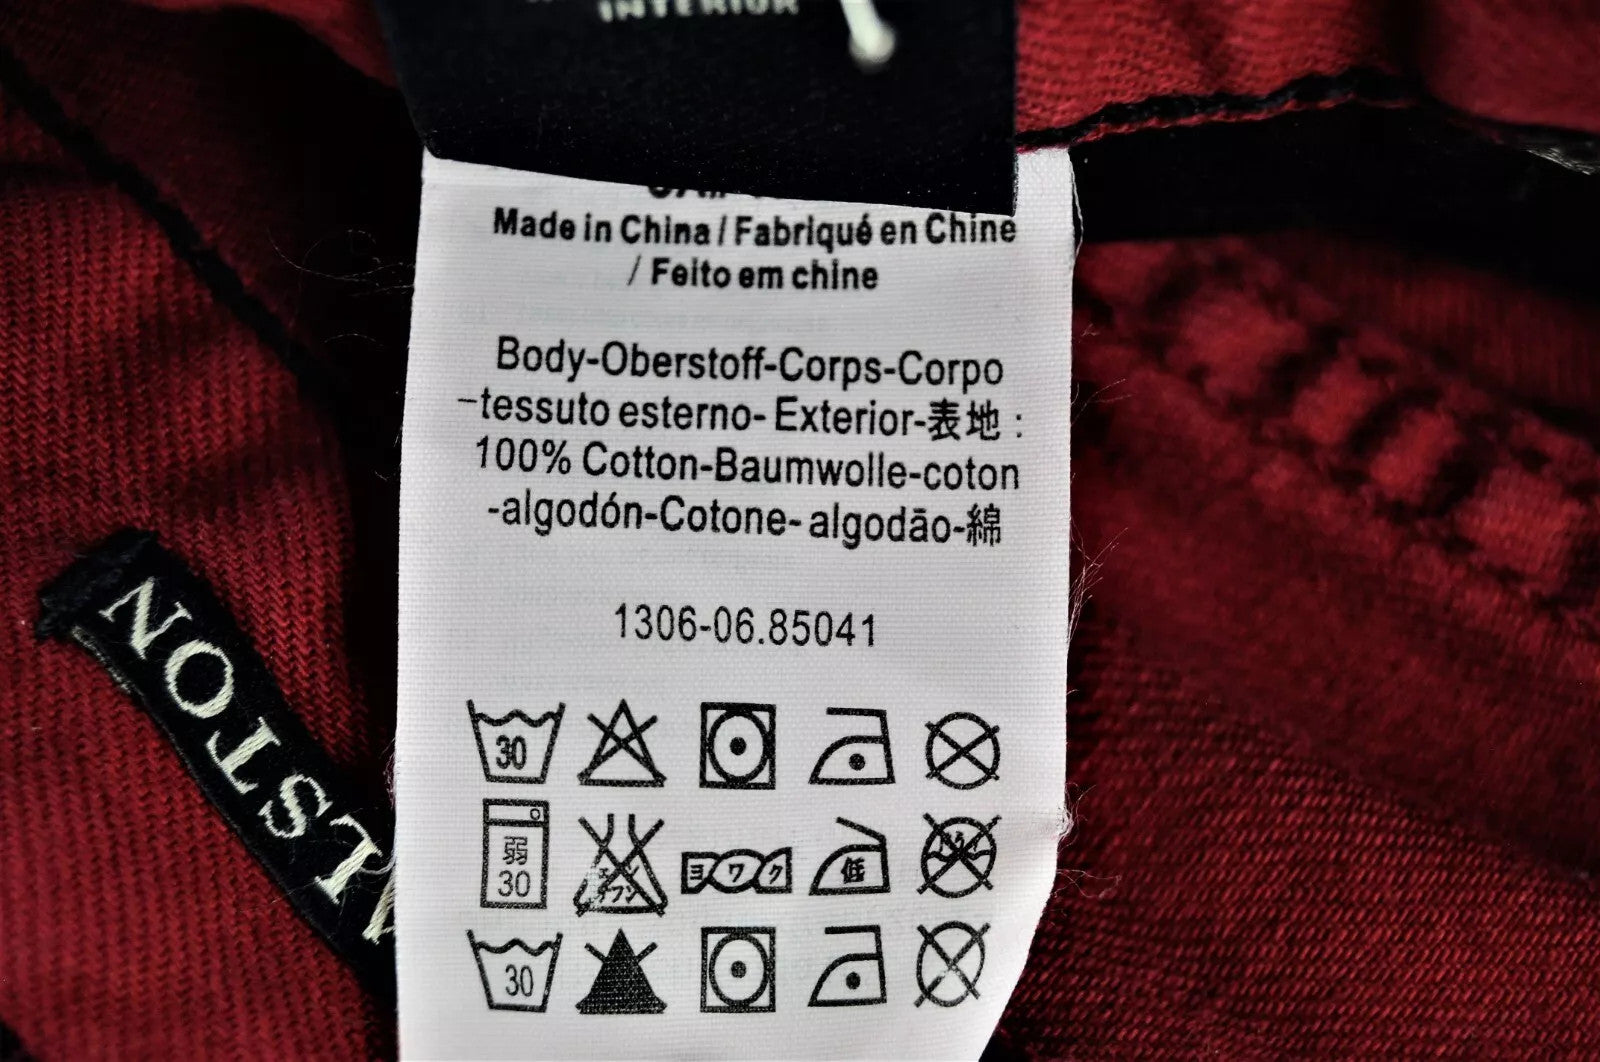 INTERIOR
Made in China / Fabriqué en Chine
/ Feito em chine
Body-Oberstoff-Corps-Corpo
-tessuto esterno- Exterior-表地 :
100% Cotton-Baumwolle-coton
-algodón-Cotone- algodão-綿
1306-06.85041
30
弱
30
ヨワク
低
30
LSTON